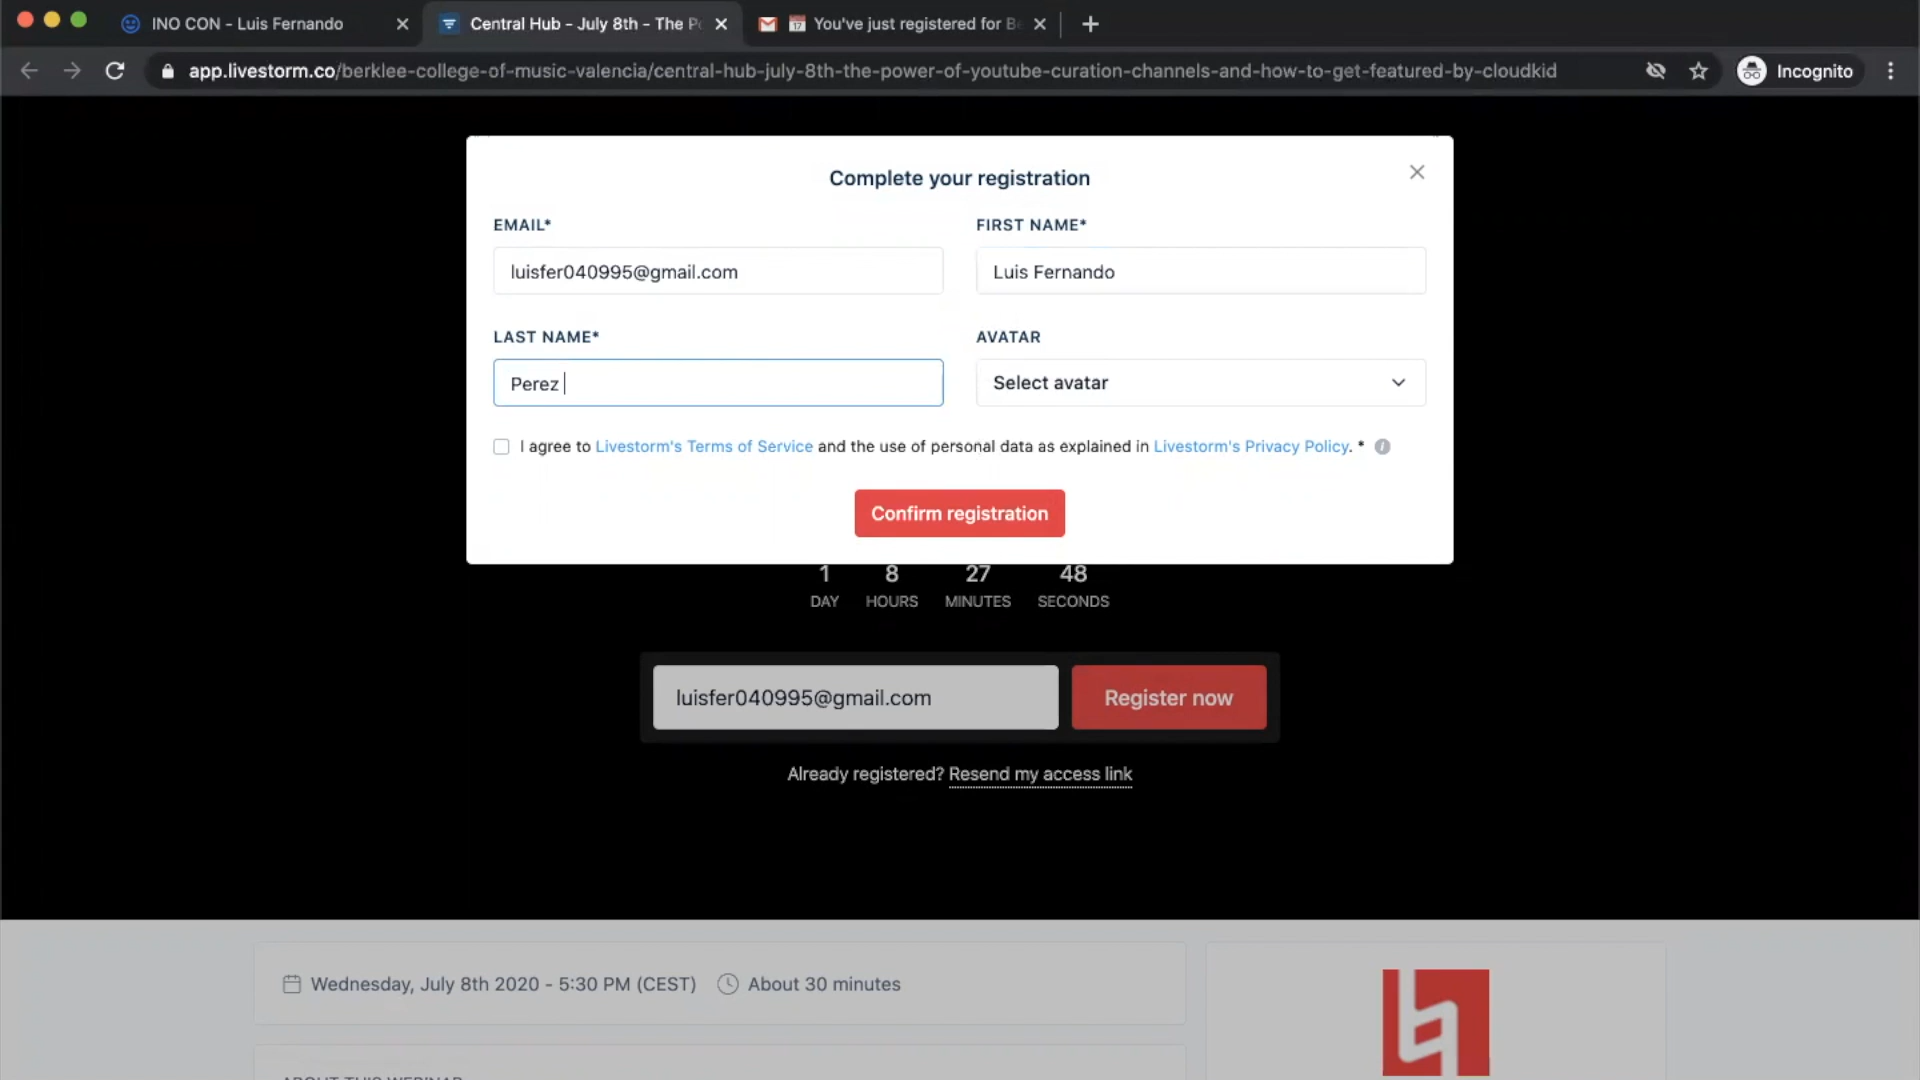 INO CON - Luis Fernando
Central Hub - July 8th - The Po
You've just registered for Be
app.livestorm.co/berklee-college-of-music-valencia/central-hub-july-8th-the-power-of-youtube-curation-channels-and-how-to-get-featured-by-cloudkid
Incognito
Complete your registration
EMAIL*
FIRST NAME*
luisfer040995@gmail.com
Luis Fernando
LAST NAME*
AVATAR
Perez
Select avatar
I agree to Livestorm's Terms of Service and the use of personal data as explained in Livestorm's Privacy Policy. *
Confirm registration
1 8 27 48
DAY HOURS MINUTES SECONDS
luisfer040995@gmail.com
Register now
Already registered? Resend my access link
Wednesday, July 8th 2020 - 5:30 PM (CEST)
About 30 minutes
ABOUT THIS WEBINAR